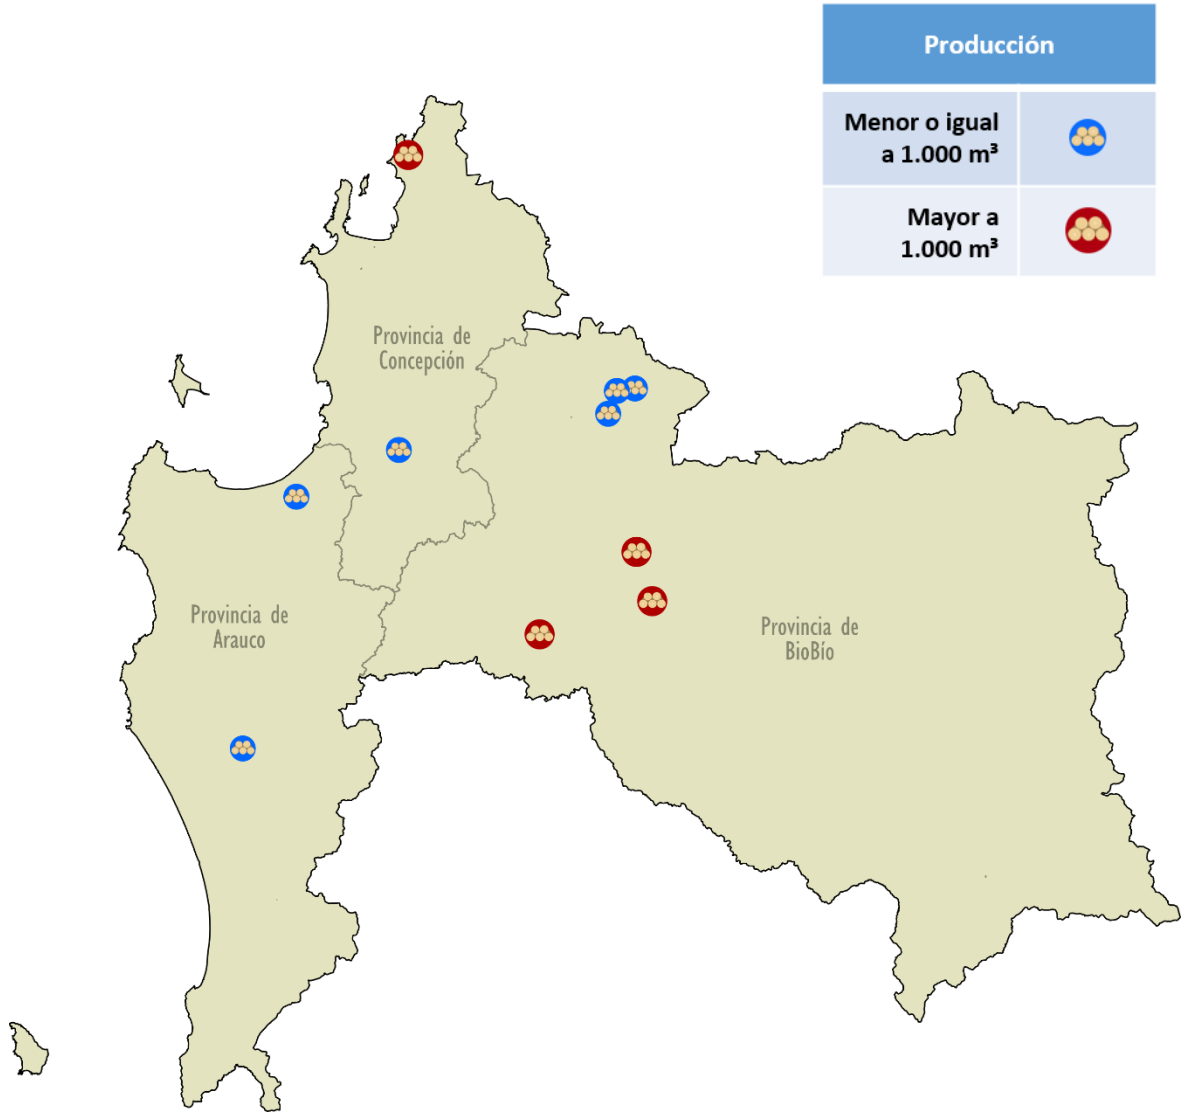 Producción
Menor o igual
a 1.000 m³
Mayor a
1.000 m³
Provincia de
Concepción
Provincia de
Arauco
Provincia de
BioBío